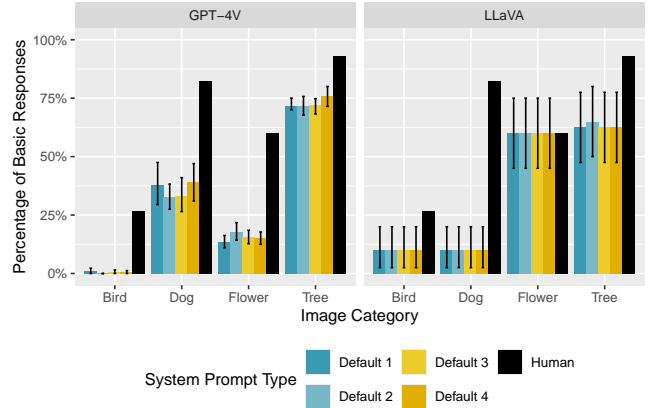 GPT−4V LLaVA
100%
75%
50%
25%
0%
Percentage of Basic Responses
Bird Dog Flower Tree Bird Dog Flower Tree
Image Category
System Prompt Type
Default 1 Default 3 Human
Default 2 Default 4